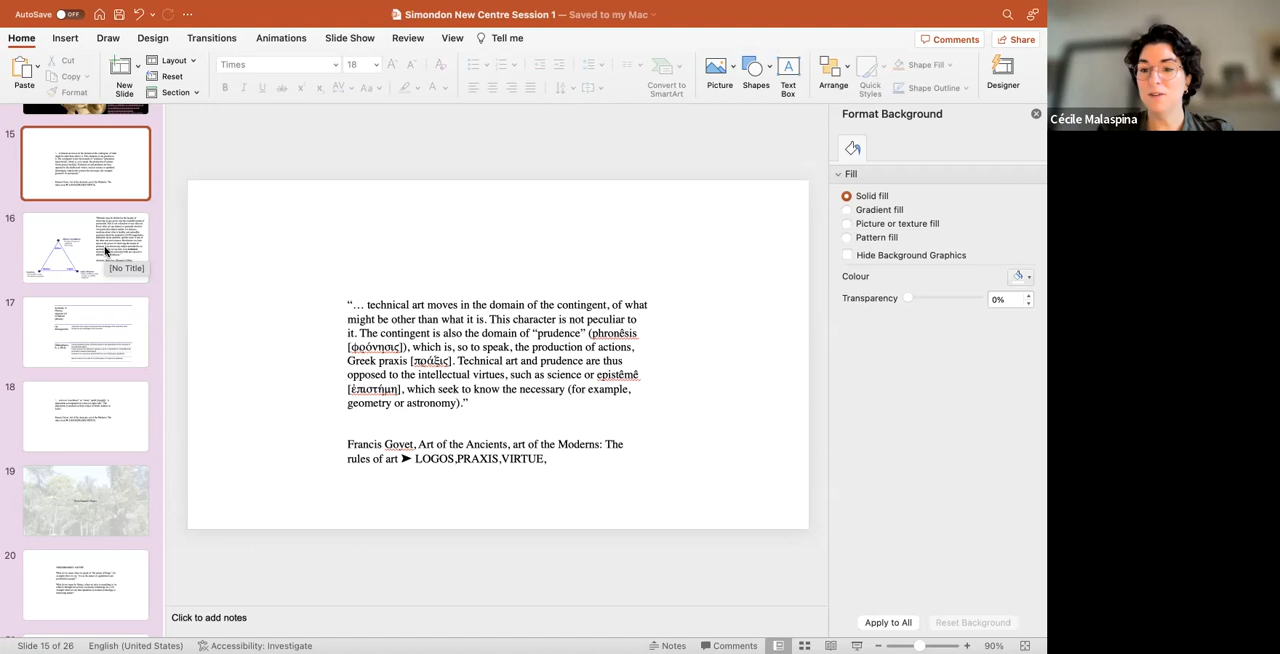 AutoSave OFF Simondon New Centre Session 1 — Saved to my Mac
Home Insert Draw Design Transitions Animations Slide Show Review View Tell me Comments Share
Paste Cut Copy Format New Slide Layout Reset Section Times 18 Convert to SmartArt Picture Shapes Text Box Arrange Quick Styles Shape Fill Shape Outline Designer
Cécile Malaspina
15
16
[No Title]
17
18
19
20
“… technical art moves in the domain of the contingent, of what
might be other than what it is. This character is not peculiar to
it. The contingent is also the domain of “prudence” (phronêsis
[φρόνησις]), which is, so to speak, the production of actions,
Greek praxis [πρᾶξις]. Technical art and prudence are thus
opposed to the intellectual virtues, such as science or epistêmê
[ἐπιστήμη], which seek to know the necessary (for example,
geometry or astronomy).”
Francis Goyet, Art of the Ancients, art of the Moderns: The
rules of art ➤ LOGOS,PRAXIS,VIRTUE,
Format Background
Fill
Solid fill
Gradient fill
Picture or texture fill
Pattern fill
Hide Background Graphics
Colour
Transparency 0%
Apply to All Reset Background
Click to add notes
Slide 15 of 26 English (United States) Accessibility: Investigate Notes Comments 90%